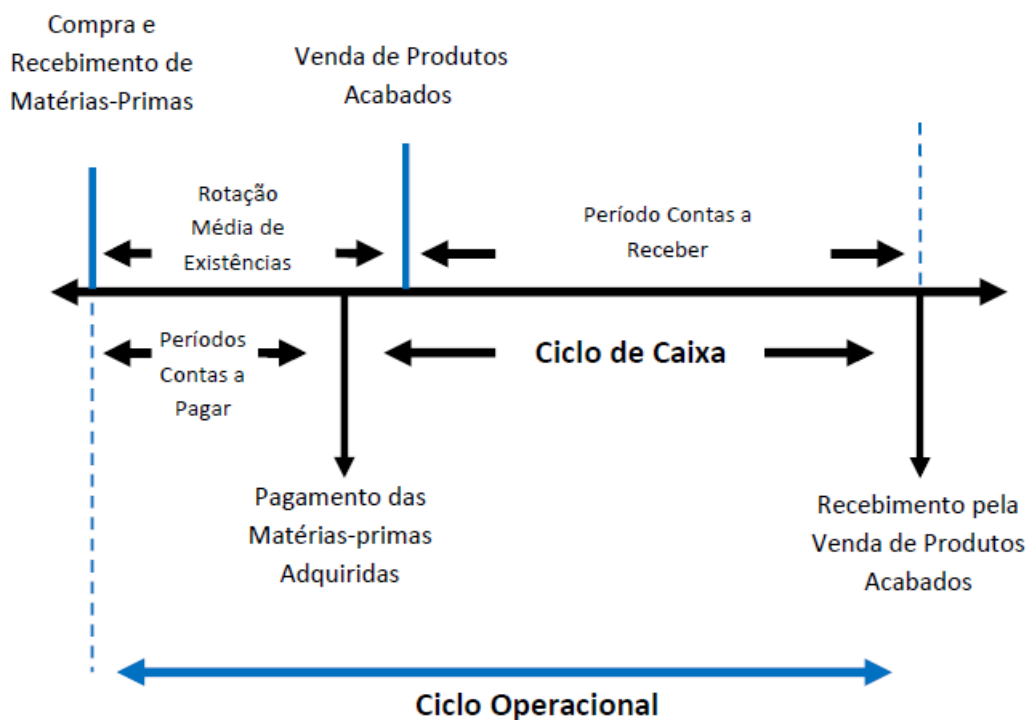 Compra e
Recebimento de
Matérias-Primas
Venda de Produtos
Acabados
Rotação
Média de
Existências
Período Contas a
Receber
Períodos
Contas a
Pagar
Ciclo de Caixa
Pagamento das
Matérias-primas
Adquiridas
Recebimento pela
Venda de Produtos
Acabados
Ciclo Operacional